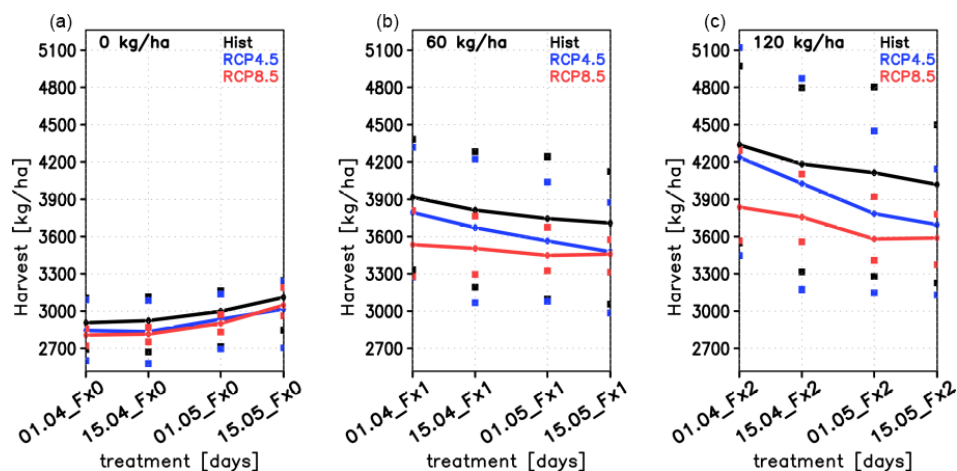 (a)
0 kg/ha
Hist
RCP4.5
RCP8.5
5100
4800
4500
4200
3900
3600
3300
3000
2700
Harvest [kg/ha]
01.04_Fx0
15.04_Fx0
01.05_Fx0
15.05_Fx0
treatment [days]
(b)
60 kg/ha
Hist
RCP4.5
RCP8.5
5100
4800
4500
4200
3900
3600
3300
3000
2700
Harvest [kg/ha]
01.04_Fx1
15.04_Fx1
01.05_Fx1
15.05_Fx1
treatment [days]
(c)
120 kg/ha
Hist
RCP4.5
RCP8.5
5100
4800
4500
4200
3900
3600
3300
3000
2700
Harvest [kg/ha]
01.04_Fx2
15.04_Fx2
01.05_Fx2
15.05_Fx2
treatment [days]